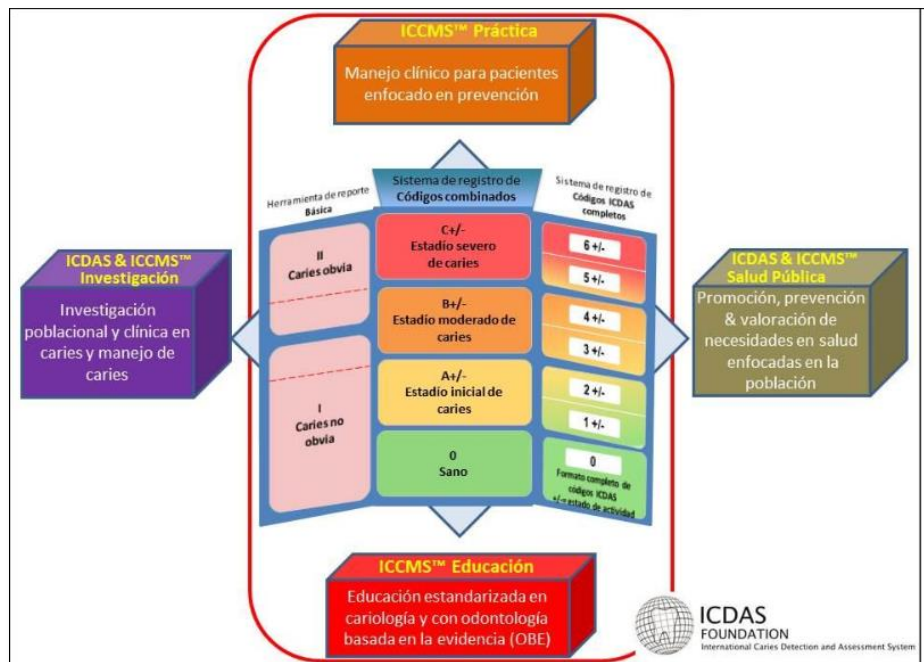 ICCMS™ Práctica
Manejo clínico para pacientes
enfocado en prevención
Herramienta de reporte
Básica
II
Caries obvia
I
Caries no
obvia
Sistema de registro de
Códigos combinados
C+/-
Estadío severo
de caries
B+/-
Estadío moderado de
caries
A+/-
Estadío inicial de
caries
0
Sano
Sistema de registro de
Códigos ICDAS
completos
6 +/-
5 +/-
4 +/-
3 +/-
2 +/-
1 +/-
0
Formato completo de
códigos ICDAS
+/-= estado de actividad
ICDAS & ICCMS™
Investigación
Investigación
poblacional y clínica en
caries y manejo de
caries
ICDAS & ICCMS™
Salud Pública
Promoción, prevención
& valoración de
necesidades en salud
enfocadas en la
población
ICCMS™ Educación
Educación estandarizada en
cariología y con odontología
basada en la evidencia (OBE)
ICDAS
FOUNDATION
International Caries Detection and Assessment System